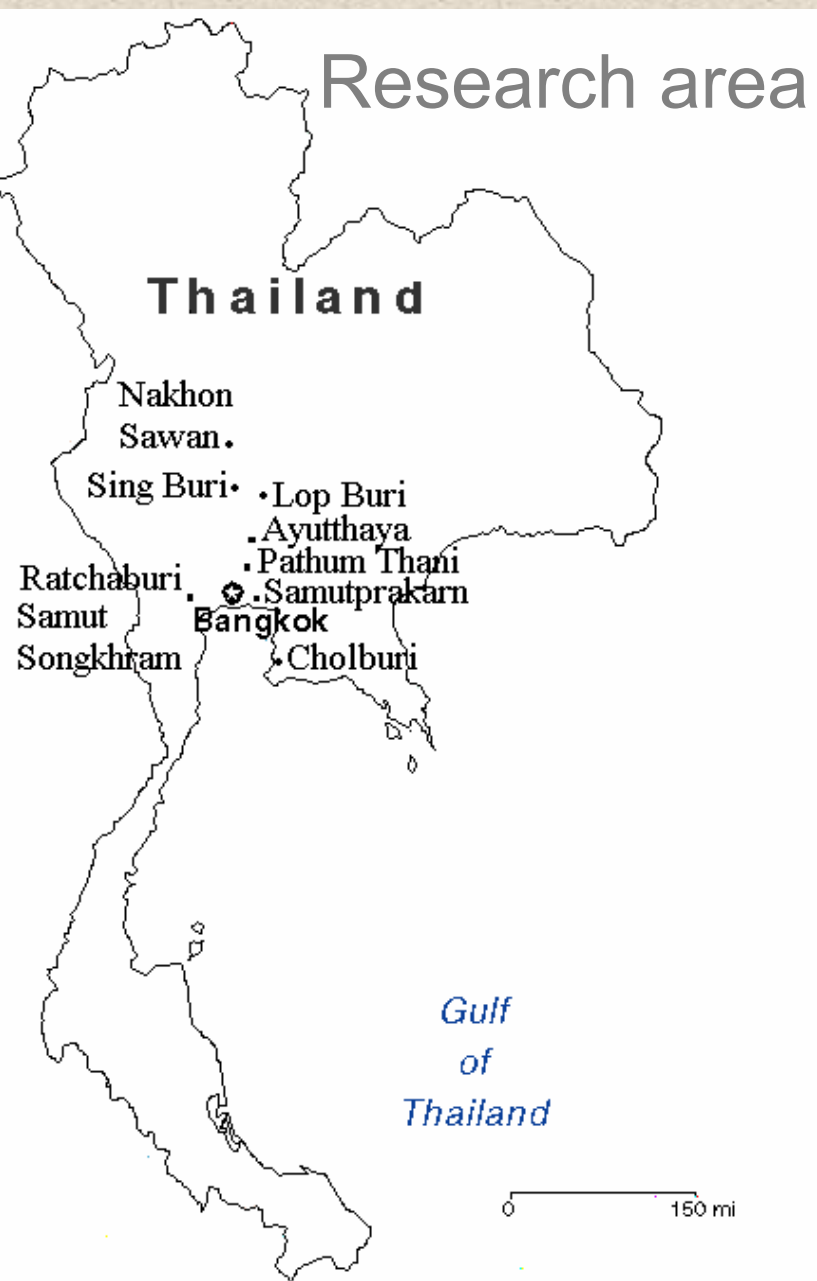 Research area
Thailand
Nakhon
Sawan
Sing Buri
Lop Buri
Ayutthaya
Pathum Thani
Ratchaburi
Samutprakarn
Samut
Bangkok
Songkhram
Cholburi
Gulf
of
Thailand
0 150 mi